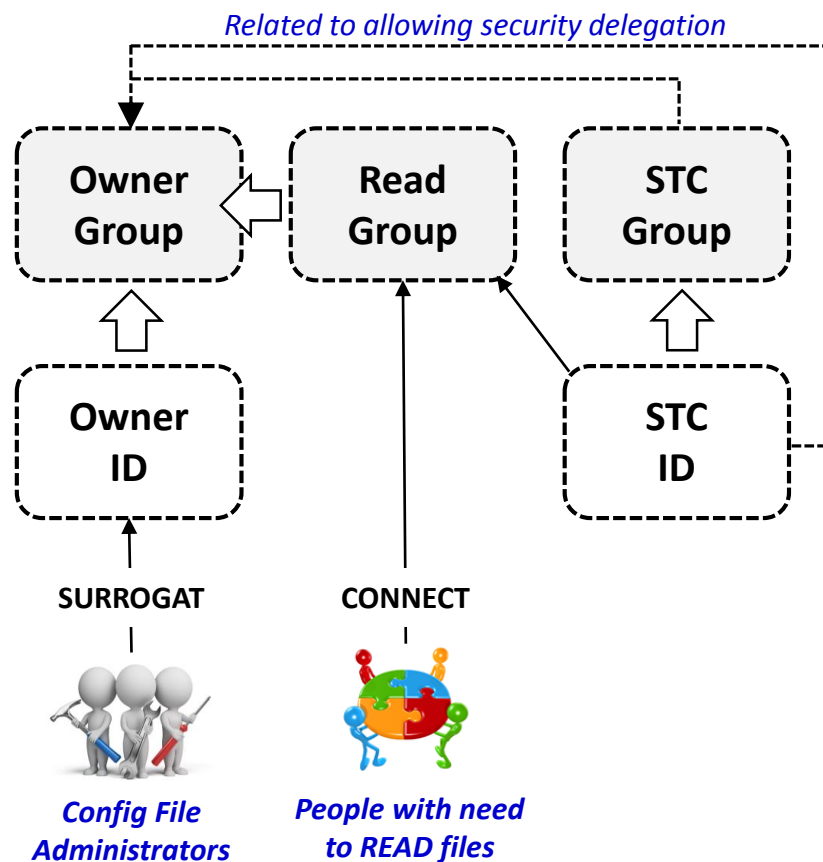 Related to allowing security delegation
Owner
Group
Read
Group
STC
Group
Owner
ID
STC
ID
SURROGAT
CONNECT
Config File
Administrators
People with need
to READ files